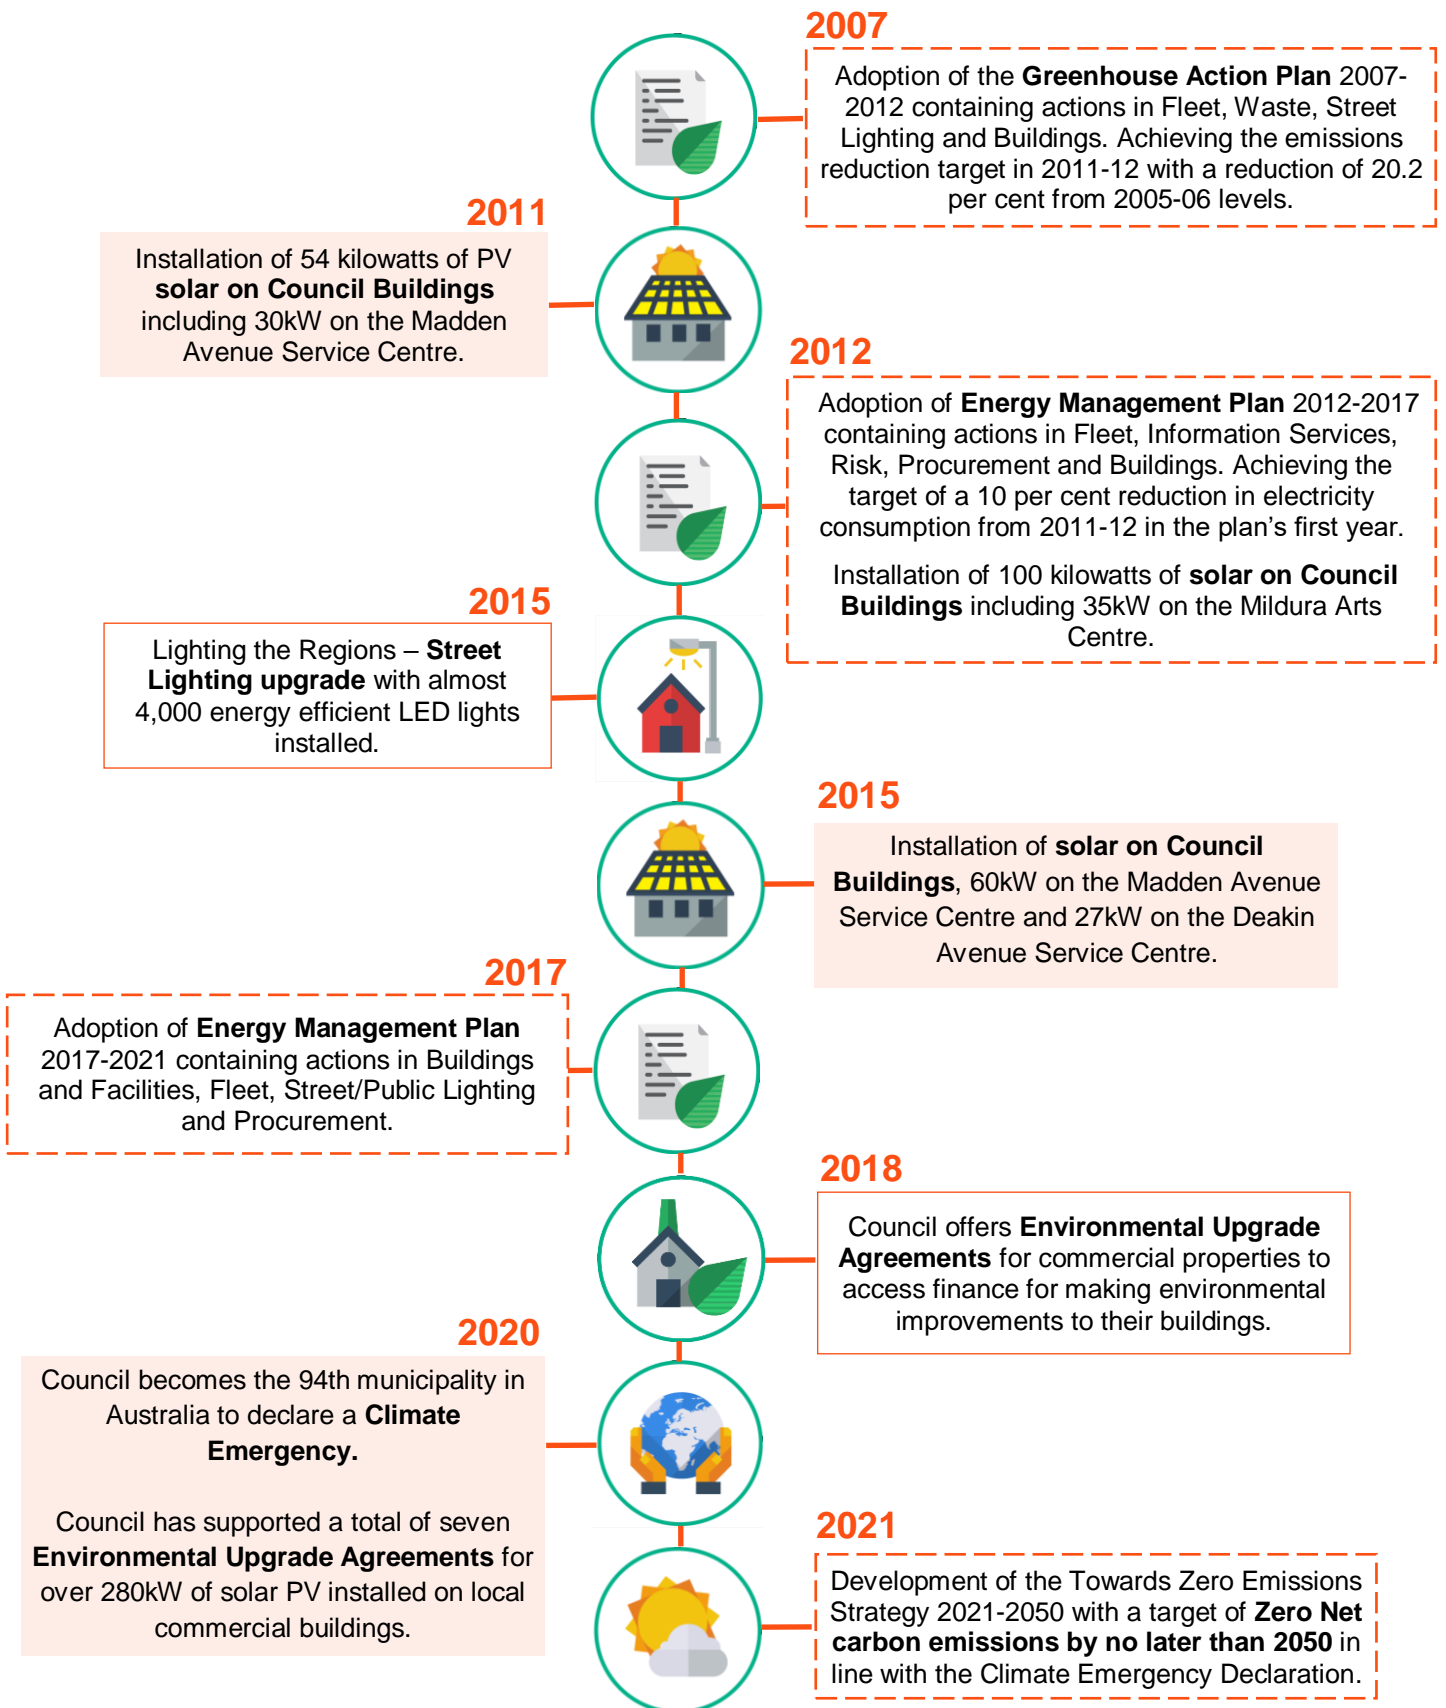 2007
Adoption of the Greenhouse Action Plan 2007-
2012 containing actions in Fleet, Waste, Street
Lighting and Buildings. Achieving the emissions
reduction target in 2011-12 with a reduction of 20.2
per cent from 2005-06 levels.
2011
Installation of 54 kilowatts of PV
solar on Council Buildings
including 30kW on the Madden
Avenue Service Centre.
2012
Adoption of Energy Management Plan 2012-2017
containing actions in Fleet, Information Services,
Risk, Procurement and Buildings. Achieving the
target of a 10 per cent reduction in electricity
consumption from 2011-12 in the plan’s first year.
Installation of 100 kilowatts of solar on Council
Buildings including 35kW on the Mildura Arts
Centre.
2015
Lighting the Regions – Street
Lighting upgrade with almost
4,000 energy efficient LED lights
installed.
2015
Installation of solar on Council
Buildings, 60kW on the Madden Avenue
Service Centre and 27kW on the Deakin
Avenue Service Centre.
2017
Adoption of Energy Management Plan
2017-2021 containing actions in Buildings
and Facilities, Fleet, Street/Public Lighting
and Procurement.
2018
Council offers Environmental Upgrade
Agreements for commercial properties to
access finance for making environmental
improvements to their buildings.
2020
Council becomes the 94th municipality in
Australia to declare a Climate
Emergency.
Council has supported a total of seven
Environmental Upgrade Agreements for
over 280kW of solar PV installed on local
commercial buildings.
2021
Development of the Towards Zero Emissions
Strategy 2021-2050 with a target of Zero Net
carbon emissions by no later than 2050 in
line with the Climate Emergency Declaration.